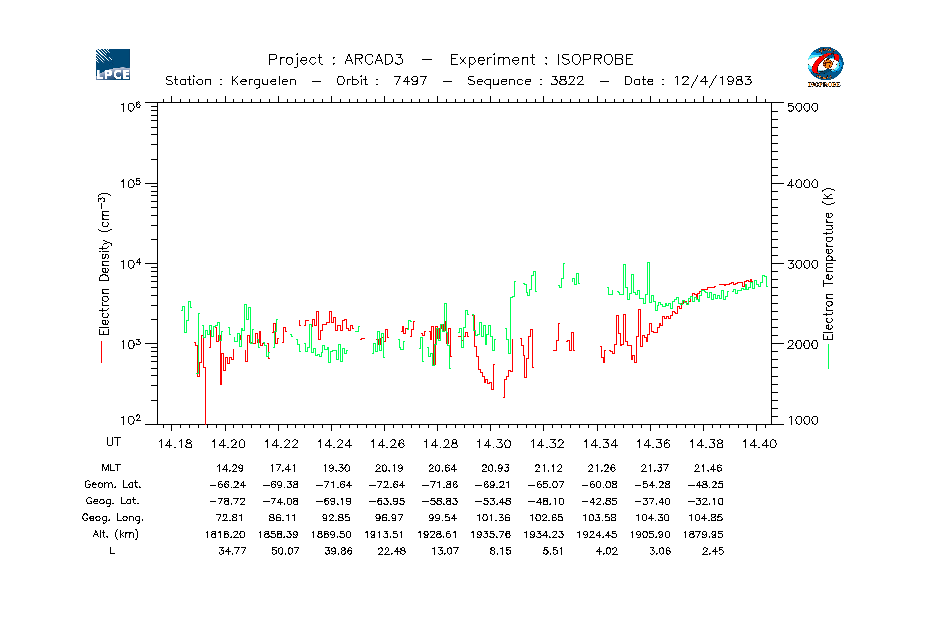 LPCE
Project : ARCAD3 — Experiment : ISOPROBE
ISOPROBE
Station : Kerguelen — Orbit : 7497 — Sequence : 3822 — Date : 12/4/1983
10^6 10^5 10^4 10^3 10^2
Electron Density (cm^-3)
5000 4000 3000 2000 1000
Electron Temperature (K)
UT 14.18 14.20 14.22 14.24 14.26 14.28 14.30 14.32 14.34 14.36 14.38 14.40
MLT 14.29 17.41 19.30 20.19 20.64 20.93 21.12 21.26 21.37 21.46
Geom. Lat. −66.24 −69.38 −71.64 −72.64 −71.86 −69.21 −65.07 −60.08 −54.28 −48.25
Geog. Lat. −78.72 −74.08 −69.19 −63.95 −58.83 −53.48 −48.10 −42.85 −37.40 −32.10
Geog. Long. 72.81 86.11 92.85 96.97 99.54 101.36 102.65 103.58 104.30 104.85
Alt. (km) 1818.20 1858.39 1889.50 1913.51 1928.61 1935.76 1934.23 1924.45 1905.90 1879.95
L 34.77 50.07 39.86 22.48 13.07 8.15 5.51 4.02 3.06 2.45